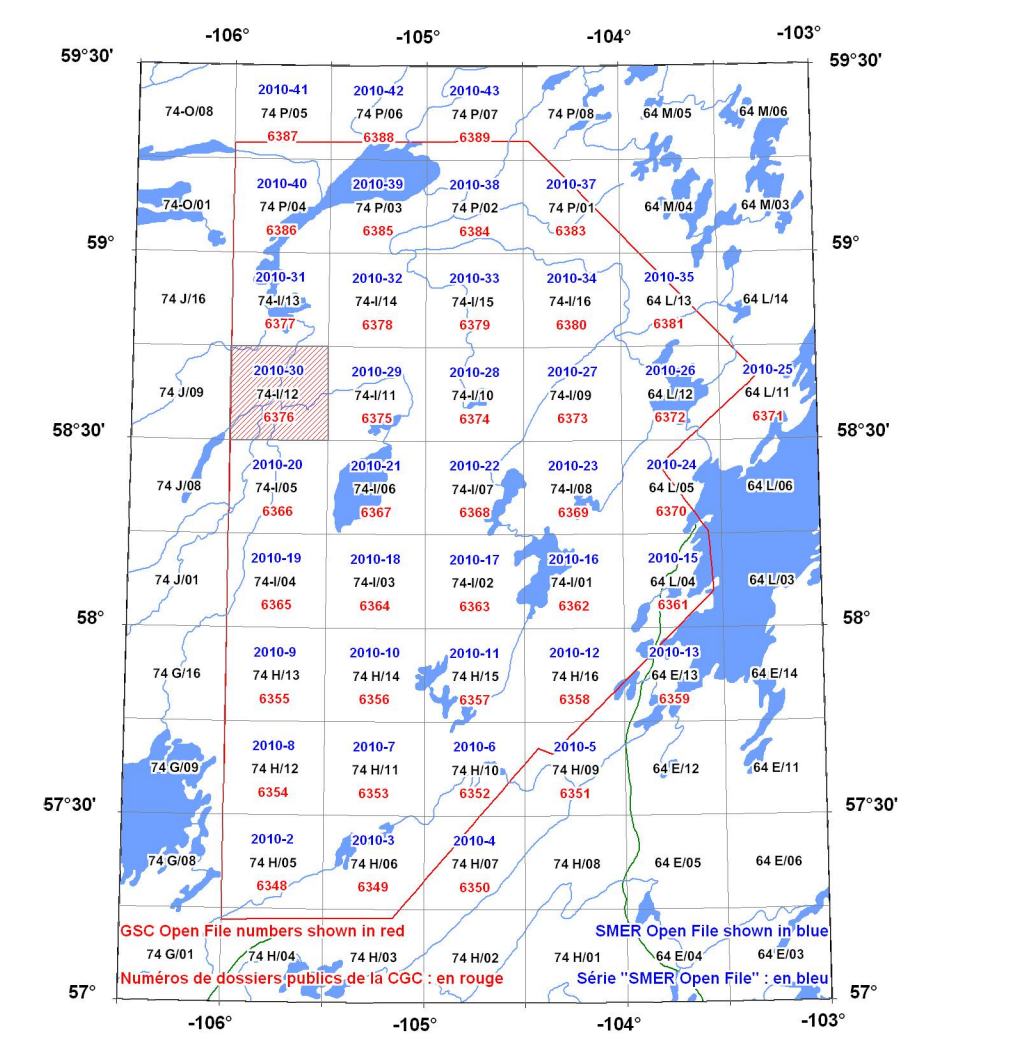 -106° -105° -104° -103°
59°30' 59°30'
2010-41 2010-42 2010-43
74-O/08 74 P/05 74 P/06 74 P/07 74 P/08 64 M/05 64 M/06
6387 6388 6389
2010-40 2010-39 2010-38 2010-37
74-O/01 74 P/04 74 P/03 74 P/02 74 P/01 64 M/04 64 M/03
6386 6385 6384 6383
59° 59°
2010-31 2010-32 2010-33 2010-34 2010-35
74 J/16 74-I/13 74-I/14 74-I/15 74-I/16 64 L/13 64 L/14
6377 6378 6379 6380 6381
2010-30 2010-29 2010-28 2010-27 2010-26 2010-25
74 J/09 74-I/12 74-I/11 74-I/10 74-I/09 64 L/12 64 L/11
6376 6375 6374 6373 6372 6371
58°30' 58°30'
2010-20 2010-21 2010-22 2010-23 2010-24
74 J/08 74-I/05 74-I/06 74-I/07 74-I/08 64 L/05 64 L/06
6366 6367 6368 6369 6370
2010-19 2010-18 2010-17 2010-16 2010-15
74 J/01 74-I/04 74-I/03 74-I/02 74-I/01 64 L/04 64 L/03
6365 6364 6363 6362 6361
58° 58°
2010-9 2010-10 2010-11 2010-12 2010-13
74 G/16 74 H/13 74 H/14 74 H/15 74 H/16 64 E/13 64 E/14
6355 6356 6357 6358 6359
2010-8 2010-7 2010-6 2010-5
74 G/09 74 H/12 74 H/11 74 H/10 74 H/09 64 E/12 64 E/11
6354 6353 6352 6351
57°30' 57°30'
2010-2 2010-3 2010-4
74 G/08 74 H/05 74 H/06 74 H/07 74 H/08 64 E/05 64 E/06
6348 6349 6350
GSC Open File numbers shown in red SMER Open File shown in blue
74 G/01 74 H/04 74 H/03 74 H/02 74 H/01 64 E/04 64 E/03
Numéros de dossiers publics de la CGC : en rouge Série "SMER Open File" : en bleu
57° 57°
-106° -105° -104° -103°